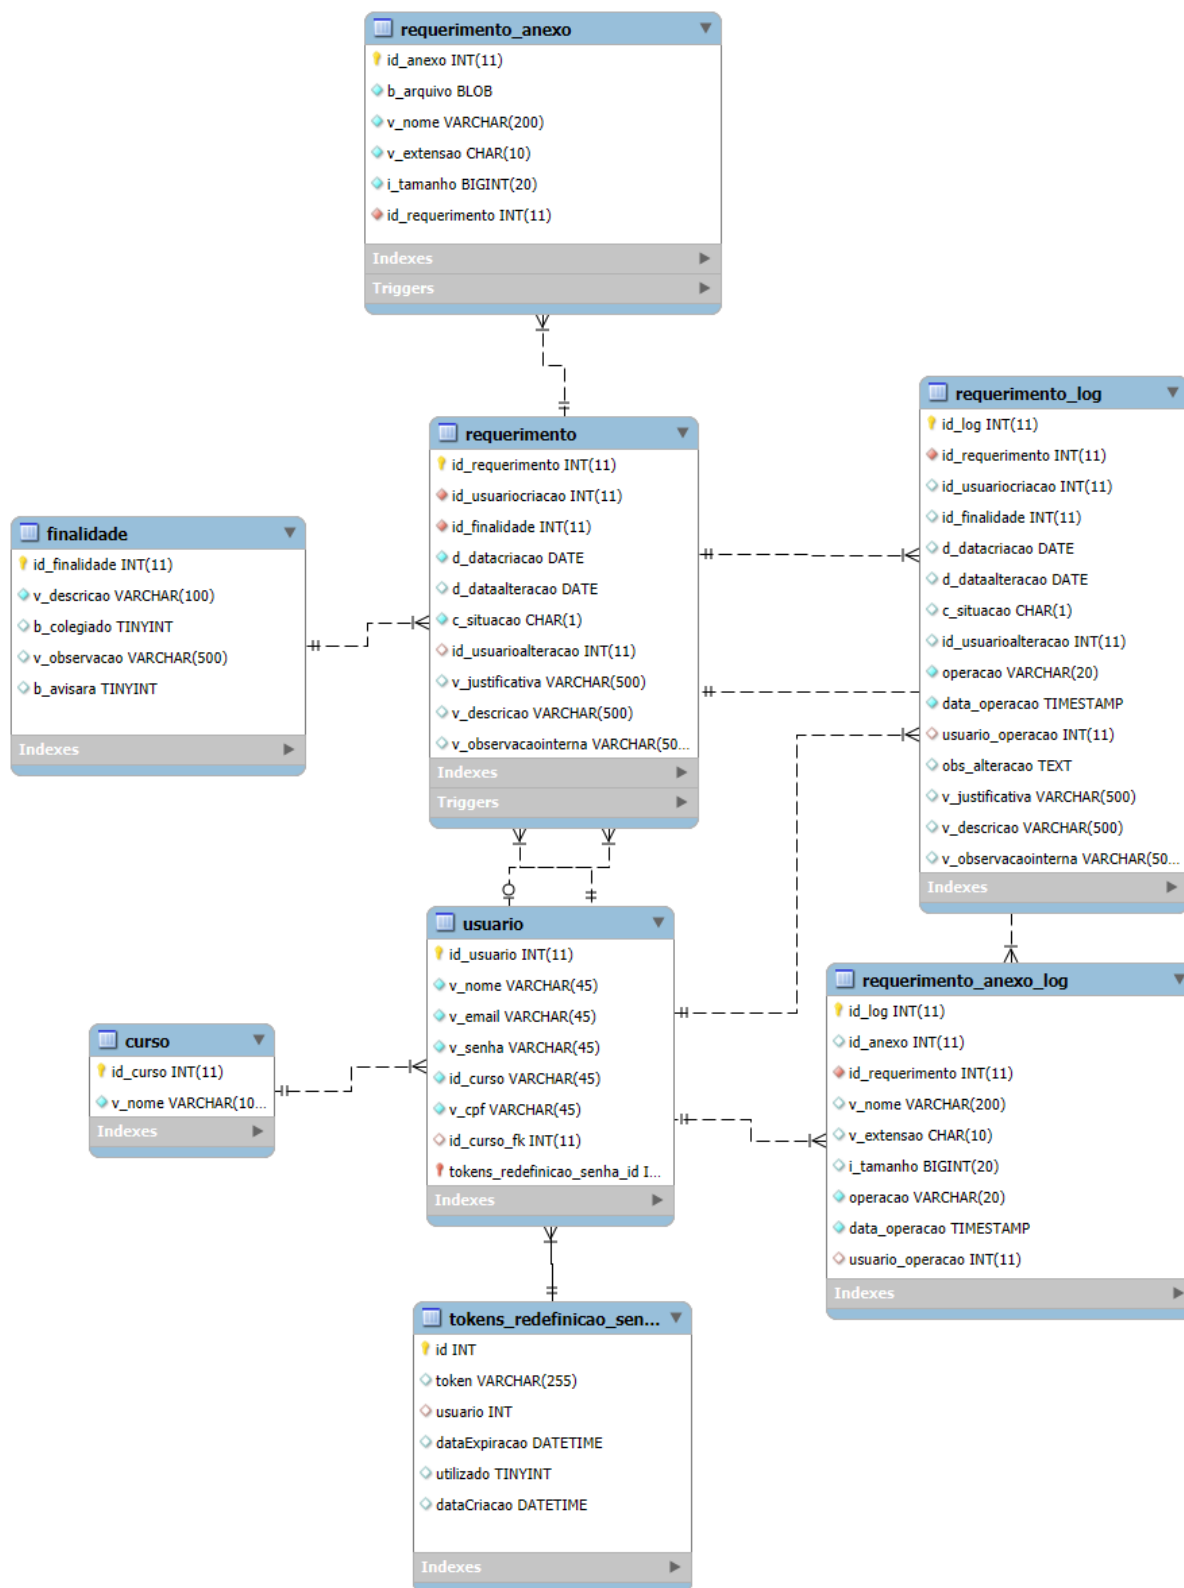 requerimento_anexo
id_anexo INT(11)
b_arquivo BLOB
v_nome VARCHAR(200)
v_extensao CHAR(10)
i_tamanho BIGINT(20)
id_requerimento INT(11)
Indexes
Triggers
requerimento
id_requerimento INT(11)
id_usuariocriacao INT(11)
id_finalidade INT(11)
d_datacriacao DATE
d_dataalteracao DATE
c_situacao CHAR(1)
id_usuarioalteracao INT(11)
v_justificativa VARCHAR(500)
v_descricao VARCHAR(500)
v_observacaointerna VARCHAR(50...
Indexes
Triggers
requerimento_log
id_log INT(11)
id_requerimento INT(11)
id_usuariocriacao INT(11)
id_finalidade INT(11)
d_datacriacao DATE
d_dataalteracao DATE
c_situacao CHAR(1)
id_usuarioalteracao INT(11)
operacao VARCHAR(20)
data_operacao TIMESTAMP
usuario_operacao INT(11)
obs_alteracao TEXT
v_justificativa VARCHAR(500)
v_descricao VARCHAR(500)
v_observacaointerna VARCHAR(50...
Indexes
finalidade
id_finalidade INT(11)
v_descricao VARCHAR(100)
b_colegiado TINYINT
v_observacao VARCHAR(500)
b_avisara TINYINT
Indexes
usuario
id_usuario INT(11)
v_nome VARCHAR(45)
v_email VARCHAR(45)
v_senha VARCHAR(45)
id_curso VARCHAR(45)
v_cpf VARCHAR(45)
id_curso_fk INT(11)
tokens_redefinicao_senha_id I...
Indexes
requerimento_anexo_log
id_log INT(11)
id_anexo INT(11)
id_requerimento INT(11)
v_nome VARCHAR(200)
v_extensao CHAR(10)
i_tamanho BIGINT(20)
operacao VARCHAR(20)
data_operacao TIMESTAMP
usuario_operacao INT(11)
Indexes
curso
id_curso INT(11)
v_nome VARCHAR(10...
Indexes
tokens_redefinicao_sen...
id INT
token VARCHAR(255)
usuario INT
dataExpiracao DATETIME
utilizado TINYINT
dataCriacao DATETIME
Indexes